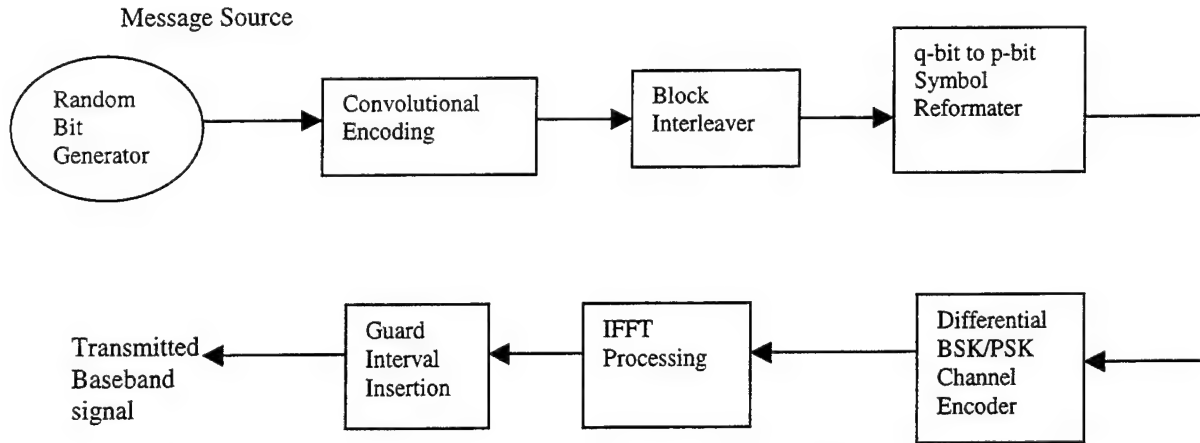 Message Source
Random
Bit
Generator
Convolutional
Encoding
Block
Interleaver
q-bit to p-bit
Symbol
Reformater
Differential
BSK/PSK
Channel
Encoder
IFFT
Processing
Guard
Interval
Insertion
Transmitted
Baseband
signal